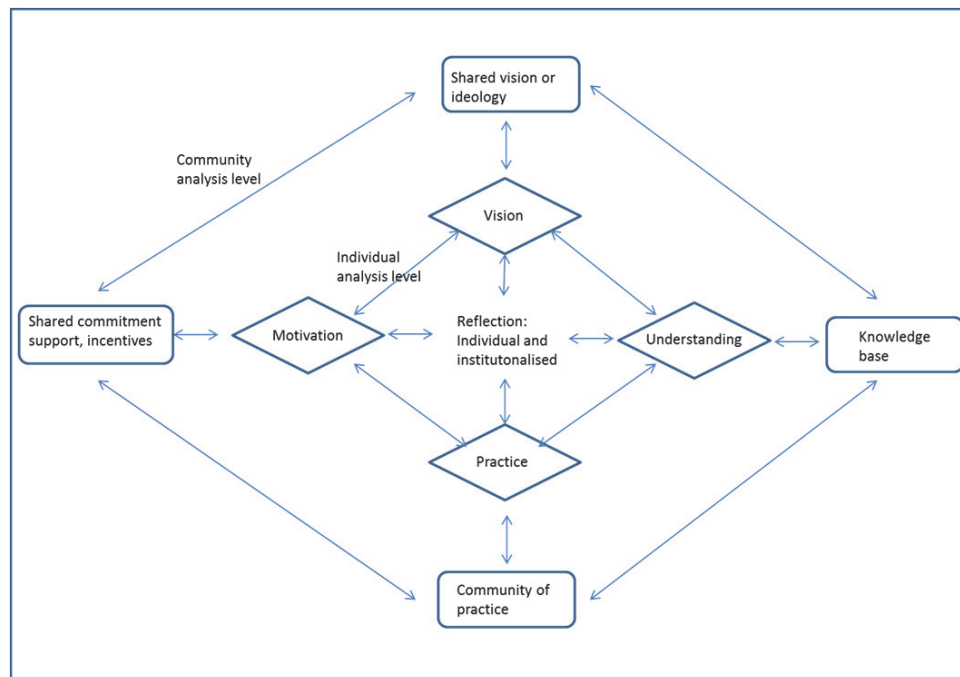 Shared vision or
ideology
Community
analysis level
Vision
Individual
analysis level
Shared commitment
support, incentives
Motivation
Reflection:
Individual and
institutonalised
Understanding
Knowledge
base
Practice
Community of
practice